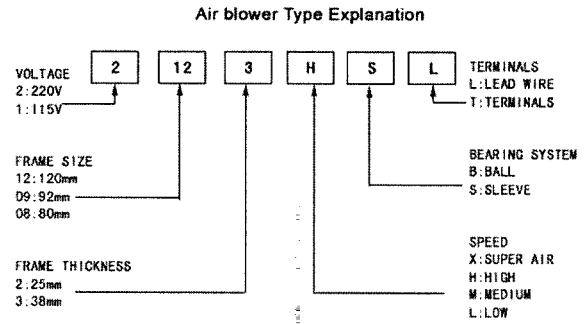 Air blower Type Explanation
2 12 3 H S L
VOLTAGE
2:220V
1:115V
FRAME SIZE
12:120mm
09:92mm
08:80mm
FRAME THICKNESS
2:25mm
3:38mm
TERMINALS
L:LEAD WIRE
T:TERMINALS
BEARING SYSTEM
B:BALL
S:SLEEVE
SPEED
X:SUPER AIR
H:HIGH
M:MEDIUM
L:LOW